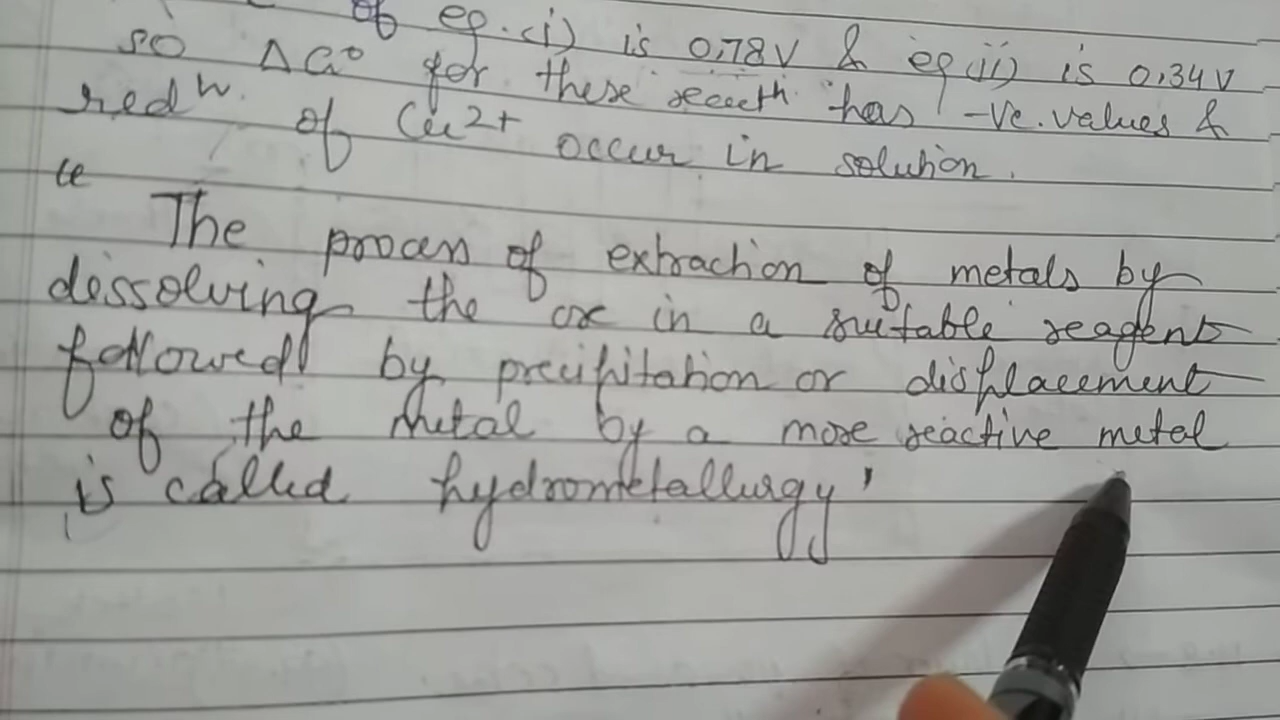 of eq.(i) is 0.78V & eq(ii) is 0.34V
so ΔG° for these reacth has -ve.values &
redn. of Cu2+ occur in solution.
“The process of extraction of metals by
dissolving the ore in a suitable reagent
followed by precipitation or displacement
of the metal by a more reactive metal
is called hydrometallurgy’